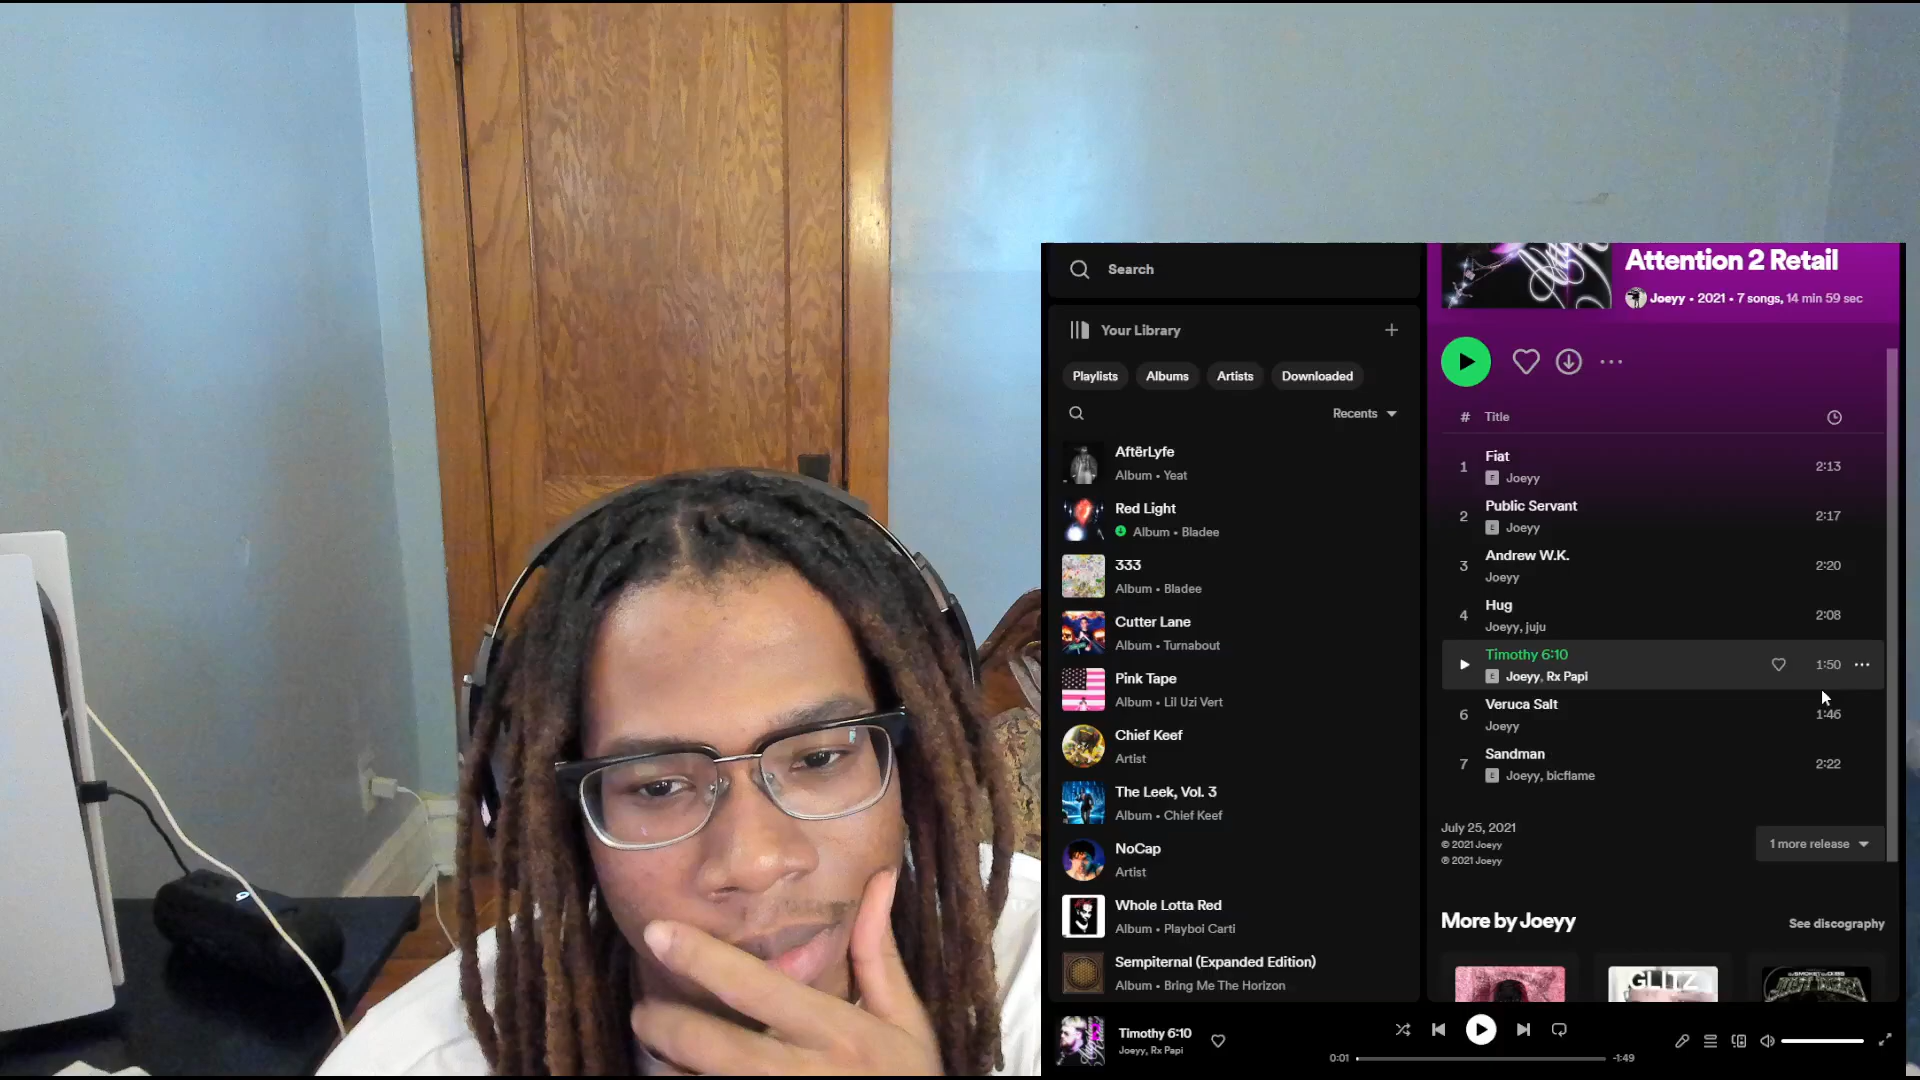 Search
Your Library
Playlists
Albums
Artists
Downloaded
Recents
AftërLyfe
Album • Yeat
Red Light
Album • Bladee
333
Album • Bladee
Cutter Lane
Album • Turnabout
Pink Tape
Album • Lil Uzi Vert
Chief Keef
Artist
The Leek, Vol. 3
Album • Chief Keef
NoCap
Artist
Whole Lotta Red
Album • Playboi Carti
Sempiternal (Expanded Edition)
Album • Bring Me The Horizon
Attention 2 Retail
Joeyy • 2021 • 7 songs, 14 min 59 sec
# Title
1 Fiat 2:13
E Joeyy
2 Public Servant 2:17
E Joeyy
3 Andrew W.K. 2:20
Joeyy
4 Hug 2:08
Joeyy, juju
Timothy 6:10 1:50
E Joeyy, Rx Papi
6 Veruca Salt 1:46
Joeyy
7 Sandman 2:22
E Joeyy, bicflame
July 25, 2021
© 2021 Joeyy
℗ 2021 Joeyy
1 more release
More by Joeyy
See discography
GLITZ
Timothy 6:10
Joeyy, Rx Papi
0:01
-1:49